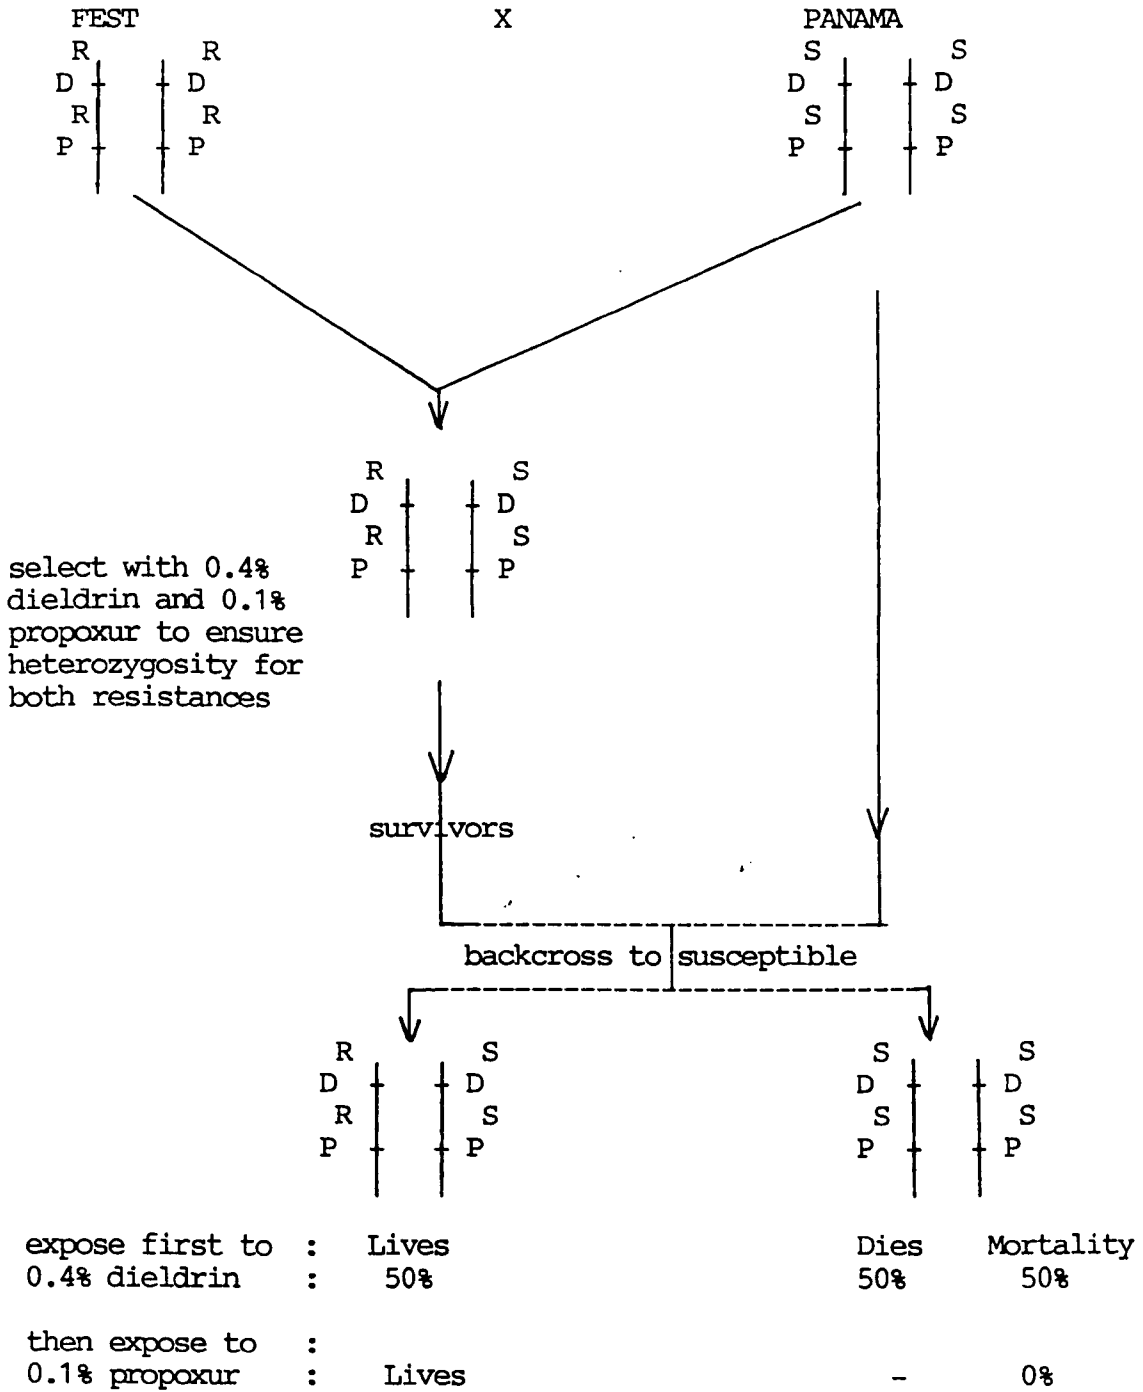 FEST X PANAMA
R R S S
D D D D
R R S S
P P P P
R S
D D
R S
P P
select with 0.4%
dieldrin and 0.1%
propoxur to ensure
heterozygosity for
both resistances
survivors
backcross to susceptible
R S S S
D D D D
R S S S
P P P P
expose first to : Lives Dies Mortality
0.4% dieldrin : 50% 50% 50%
then expose to :
0.1% propoxur : Lives - 0%